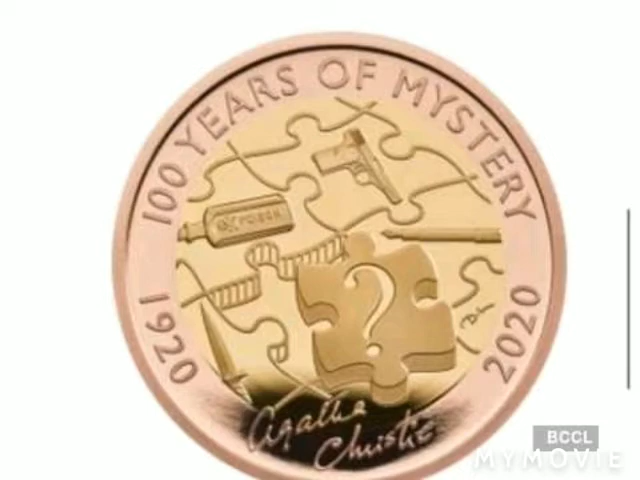 100 YEARS OF MYSTERY
POISON
1920
2020
Agatha
Christie
BCCL
MYMOVIE